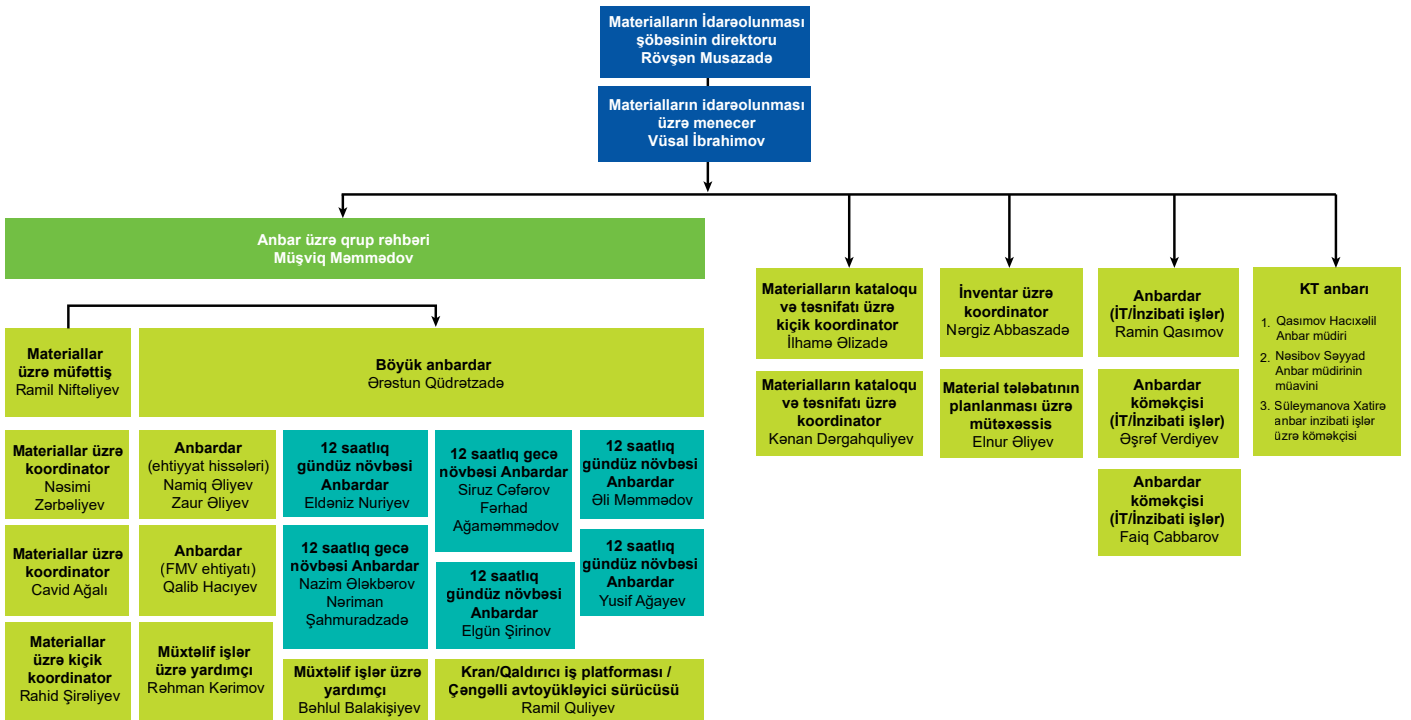 Materialların İdarəolunması
şöbəsinin direktoru
Rövşən Musazadə
Materialların idarəolunması
üzrə menecer
Vüsal İbrahimov
Anbar üzrə qrup rəhbəri
Müşviq Məmmədov
Materiallar
üzrə müfəttiş
Ramil Niftəliyev
Böyük anbardar
Ərəstun Qüdrətzadə
Materiallar üzrə
koordinator
Nəsimi
Zərbəliyev
Anbardar
(ehtiyyat hissələri)
Namiq Əliyev
Zaur Əliyev
12 saatlıq
gündüz növbəsi
Anbardar
Eldəniz Nuriyev
12 saatlıq gecə
növbəsi Anbardar
Siruz Cəfərov
Fərhad
Ağaməmmədov
12 saatlıq
gündüz növbəsi
Anbardar
Əli Məmmədov
Materiallar üzrə
koordinator
Cavid Ağalı
Anbardar
(FMV ehtiyatı)
Qalib Hacıyev
12 saatlıq gecə
növbəsi Anbardar
Nazim Ələkbərov
Nəriman
Şahmuradzadə
12 saatlıq
gündüz növbəsi
Anbardar
Elgün Şirinov
12 saatlıq
gündüz növbəsi
Anbardar
Yusif Ağayev
Materiallar
üzrə kiçik
koordinator
Rahid Şirəliyev
Müxtəlif işlər
üzrə yardımçı
Rəhman Kərimov
Müxtəlif işlər üzrə
yardımçı
Bəhlul Balakişiyev
Kran/Qaldırıcı iş platforması /
Çəngəlli avtoyükləyici sürücüsü
Ramil Quliyev
Materialların kataloqu
və təsnifatı üzrə
kiçik koordinator
İlhamə Əlizadə
Materialların kataloqu
və təsnifatı üzrə
koordinator
Kənan Dərgahquliyev
İnventar üzrə
koordinator
Nərgiz Abbaszadə
Material tələbatının
planlanması üzrə
mütəxəssis
Elnur Əliyev
Anbardar
(İT/İnzibati işlər)
Ramin Qasımov
Anbardar
köməkçisi
(İT/İnzibati işlər)
Əşrəf Verdiyev
Anbardar
köməkçisi
(İT/İnzibati işlər)
Faiq Cabbarov
KT anbarı
1. Qasımov Hacıxəlil
Anbar müdiri
2. Nəsibov Səyyad
Anbar müdirinin
müavini
3. Süleymanova Xatirə
anbar inzibati işlər
üzrə köməkçisi